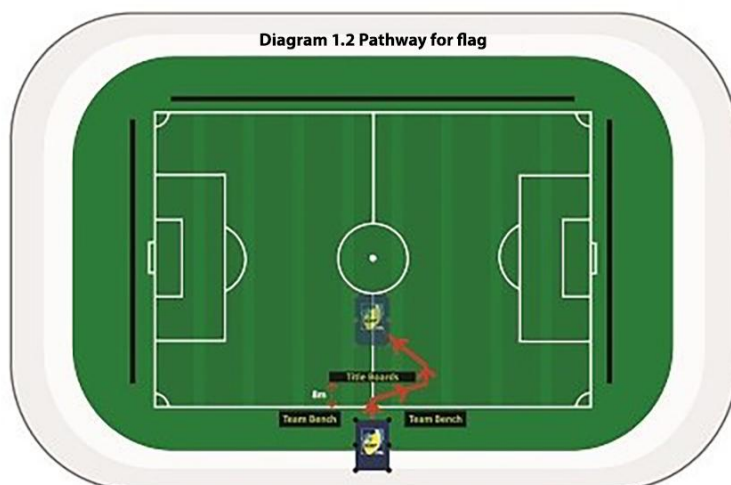 Diagram 1.2 Pathway for flag
Title Boards
8m
Team Bench
Team Bench